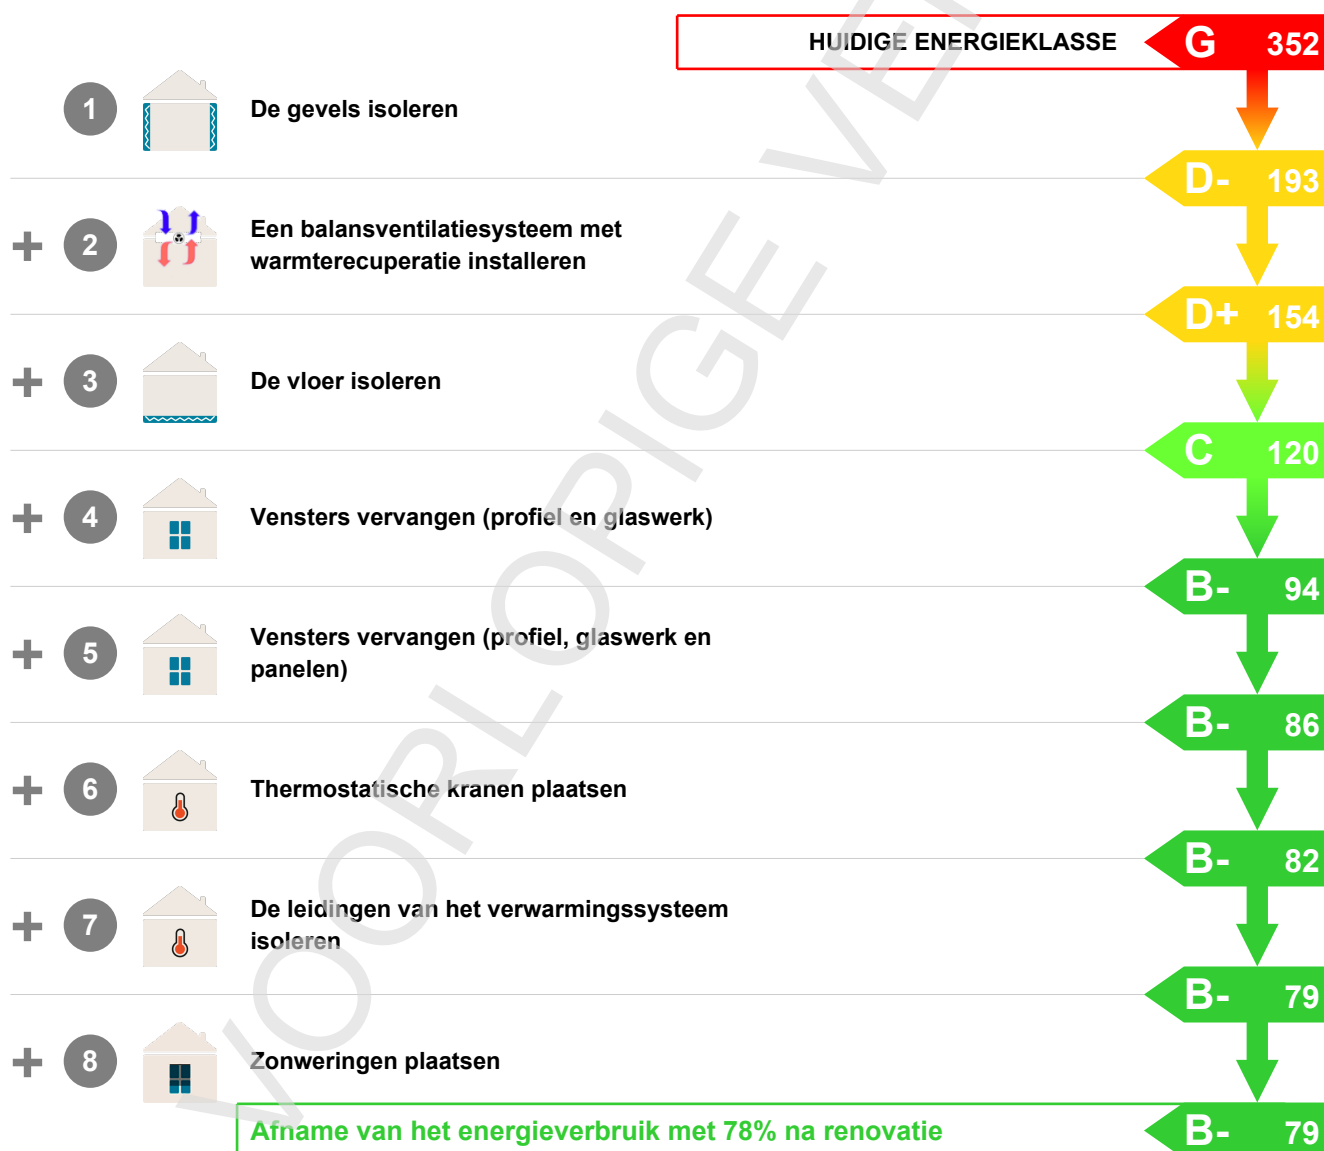 HUIDIGE ENERGIEKLASSE G 352
1 De gevels isoleren
D- 193
+ 2 Een balansventilatiesysteem met
warmterecuperatie installeren
D+ 154
+ 3 De vloer isoleren
C 120
+ 4 Vensters vervangen (profiel en glaswerk)
B- 94
+ 5 Vensters vervangen (profiel, glaswerk en
panelen)
B- 86
+ 6 Thermostatische kranen plaatsen
B- 82
+ 7 De leidingen van het verwarmingssysteem
isoleren
B- 79
+ 8 Zonweringen plaatsen
Afname van het energieverbruik met 78% na renovatie B- 79
VOORLOPIGE